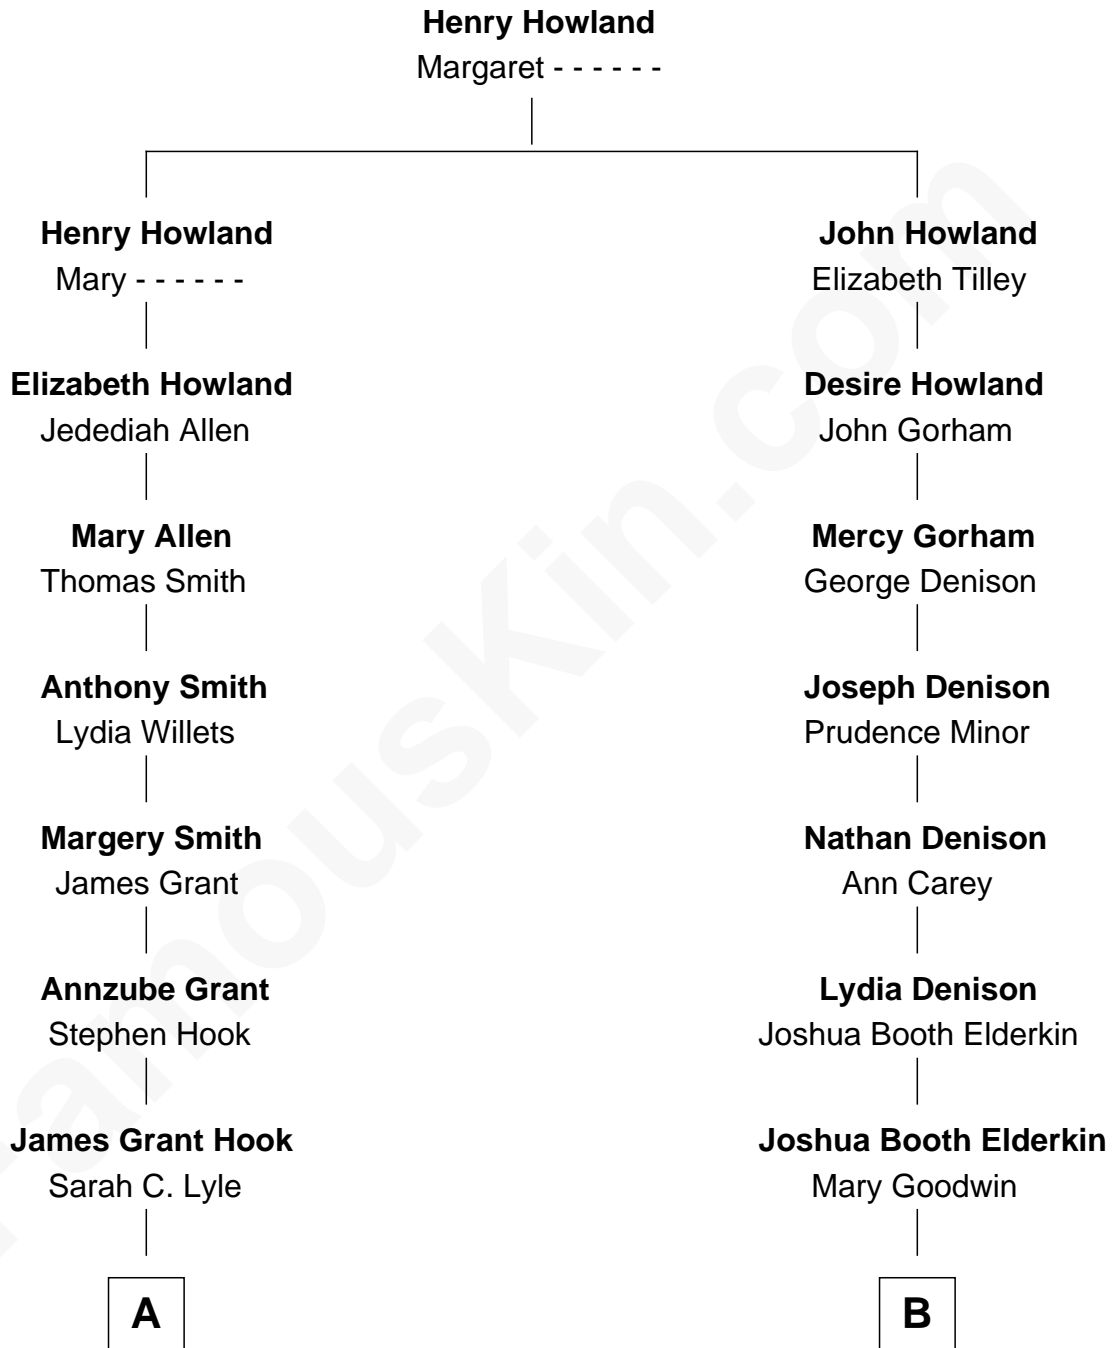 Henry Howland
Margaret - - - - - -
Henry Howland
Mary - - - - - -
Elizabeth Howland
Jedediah Allen
Mary Allen
Thomas Smith
Anthony Smith
Lydia Willets
Margery Smith
James Grant
Annzube Grant
Stephen Hook
James Grant Hook
Sarah C. Lyle
A
John Howland
Elizabeth Tilley
Desire Howland
John Gorham
Mercy Gorham
George Denison
Joseph Denison
Prudence Minor
Nathan Denison
Ann Carey
Lydia Denison
Joshua Booth Elderkin
Joshua Booth Elderkin
Mary Goodwin
B
FamousKin.com